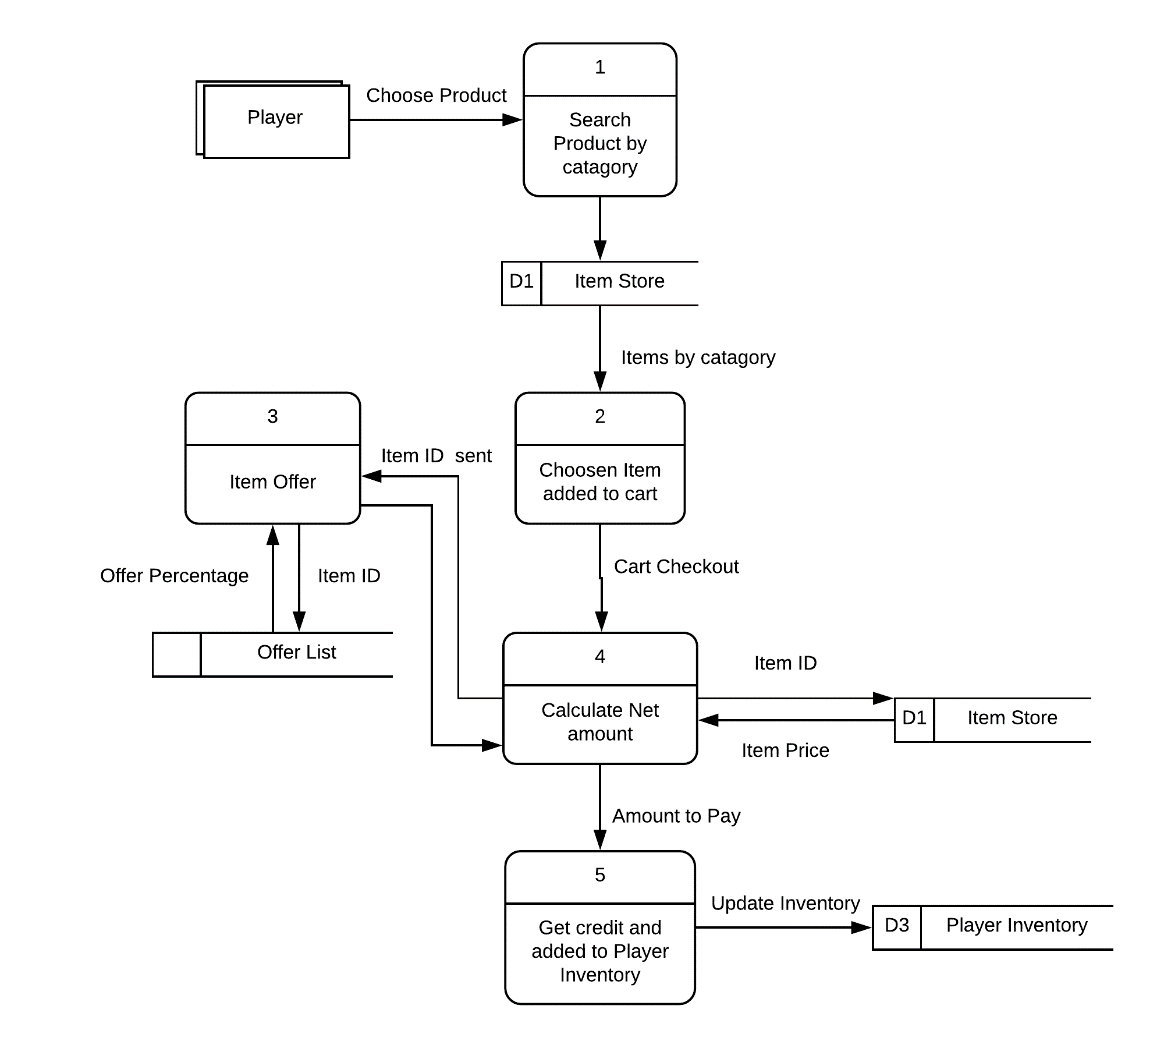 1
Choose Product
Player
Search
Product by
catagory
D1
Item Store
Items by catagory
3
2
Item ID  sent
Item Offer
Choosen Item
added to cart
Cart Checkout
Offer Percentage
Item ID
Offer List
4
Item ID
Calculate Net
amount
D1
Item Store
Item Price
Amount to Pay
5
Update Inventory
Get credit and
added to Player
Inventory
D3
Player Inventory